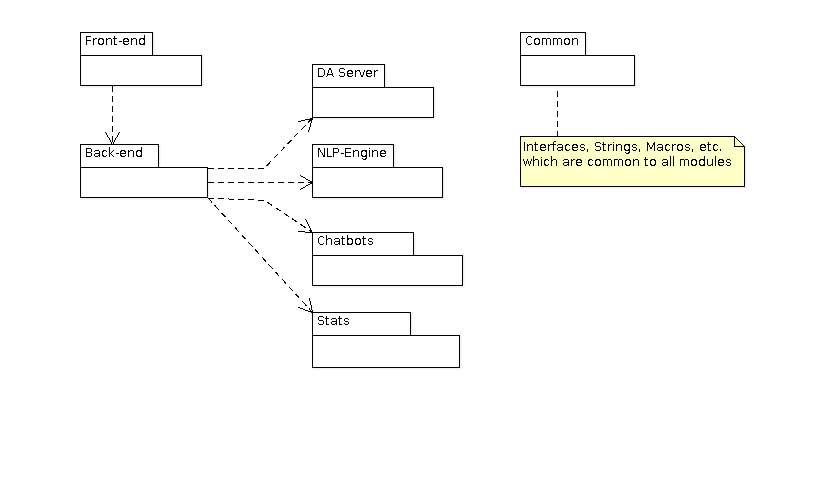 Front-end
Common
DA Server
Back-end
NLP-Engine
Interfaces, Strings, Macros, etc.
which are common to all modules
Chatbots
Stats